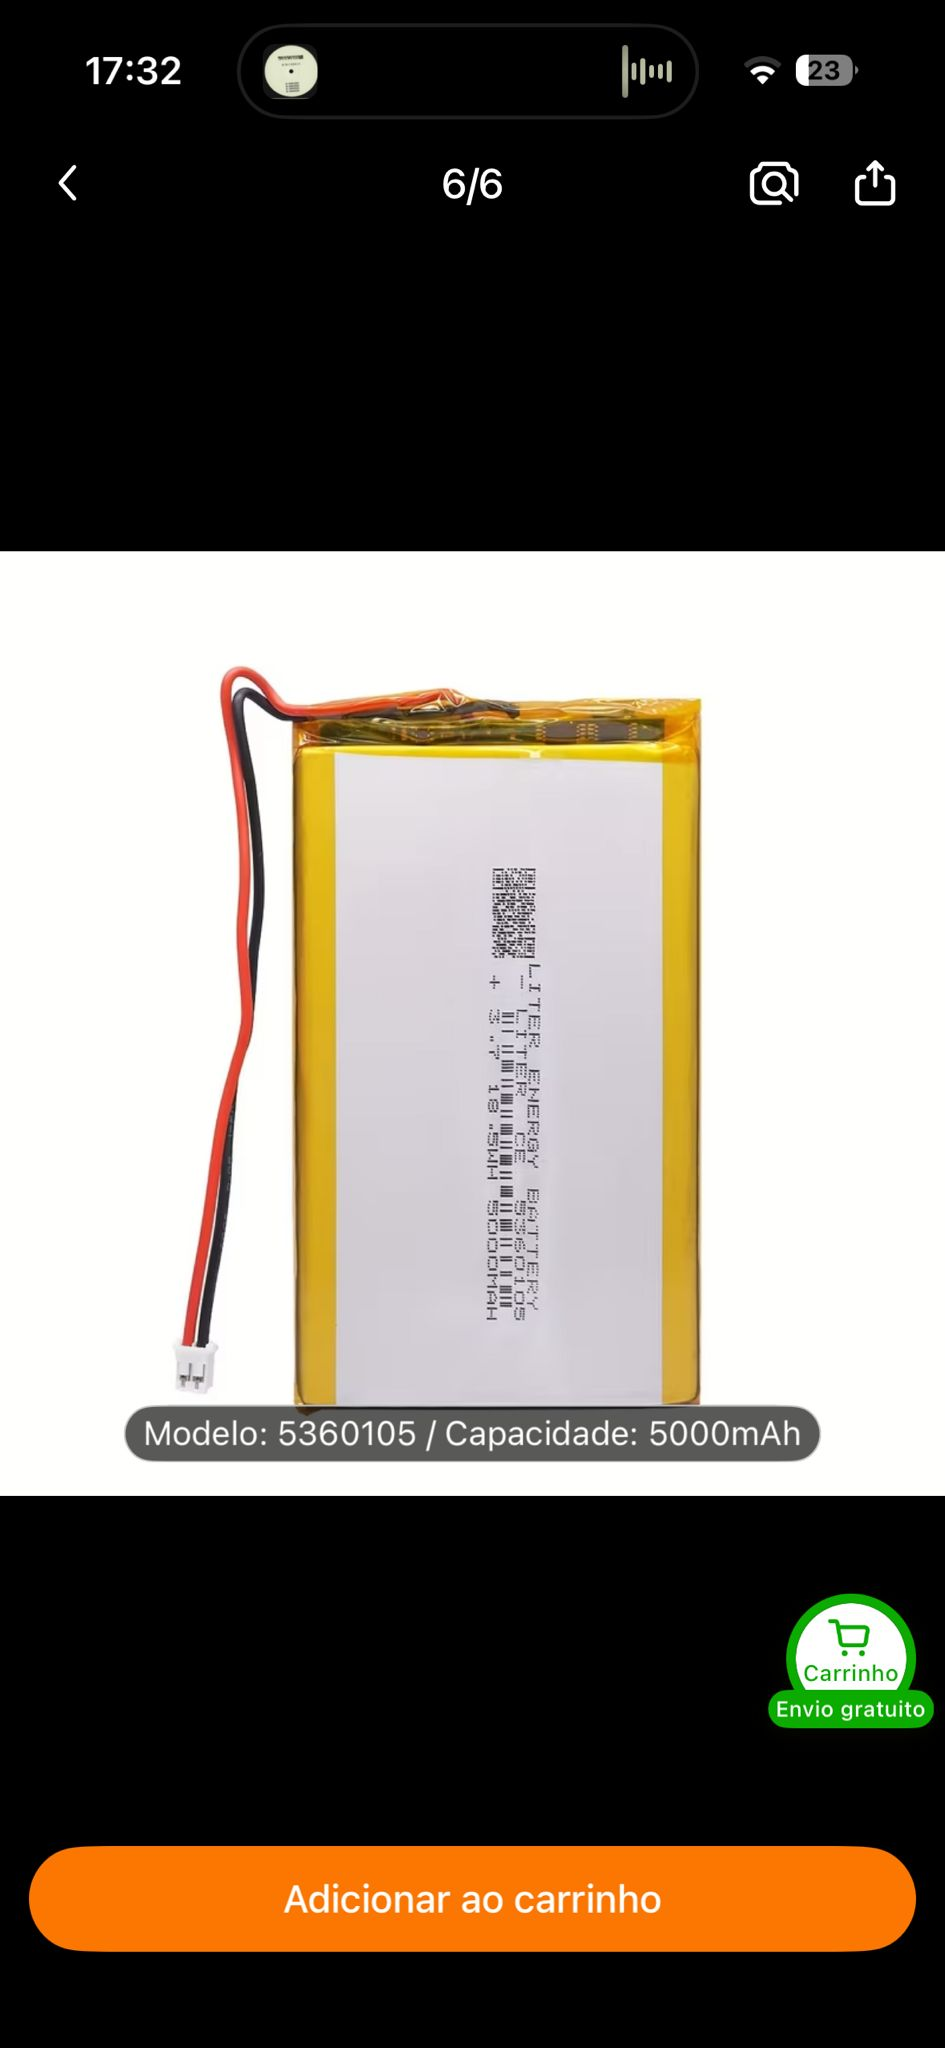 17:32
23
6/6
LITER ENERGY BATTERY
- LITER CE 5360105
+ 3.7 18.5WH 5000MAH
Modelo: 5360105 / Capacidade: 5000mAh
Carrinho
Envio gratuito
Adicionar ao carrinho